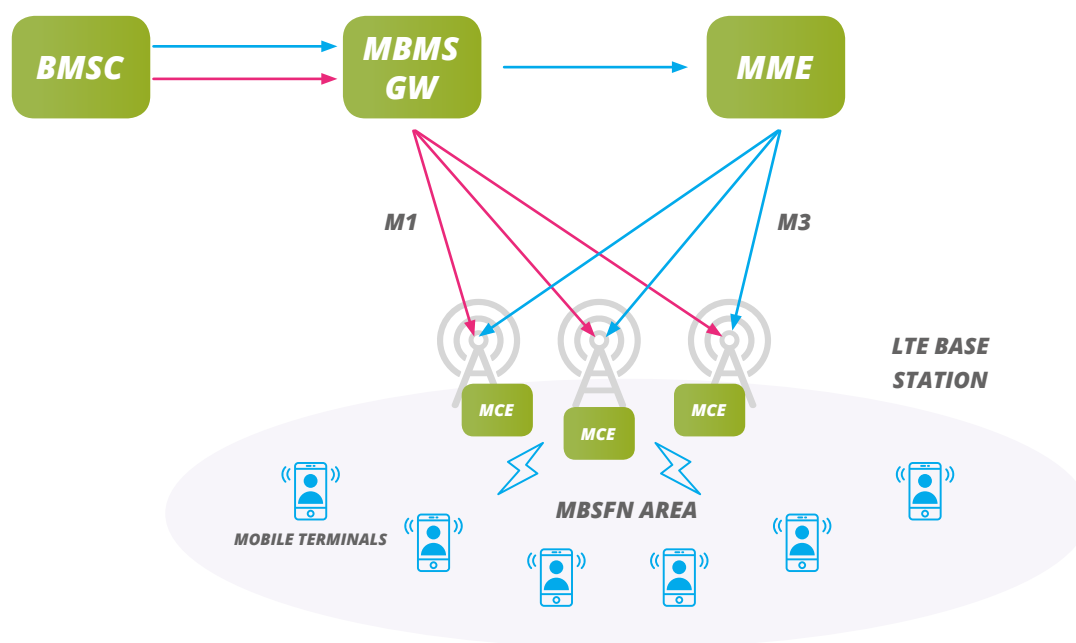 BMSC
MBMS
GW
MME
M1
M3
LTE BASE
STATION
MCE
MCE
MCE
MBSFN AREA
MOBILE TERMINALS